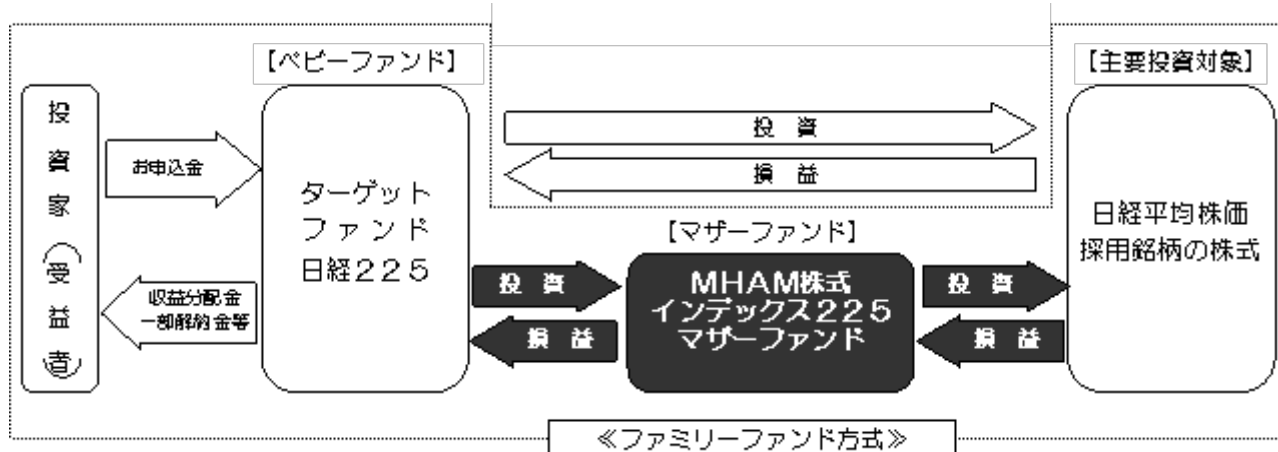 【ベビーファンド】
【主要投資対象】
投資家（受益者）
お申込金
収益分配金
一部解約金等
ターゲット
ファンド
日経２２５
投　資
損　益
【マザーファンド】
投　資
損　益
ＭＨＡＭ株式
インデックス２２５
マザーファンド
投　資
損　益
日経平均株価
採用銘柄の株式
≪ファミリーファンド方式≫